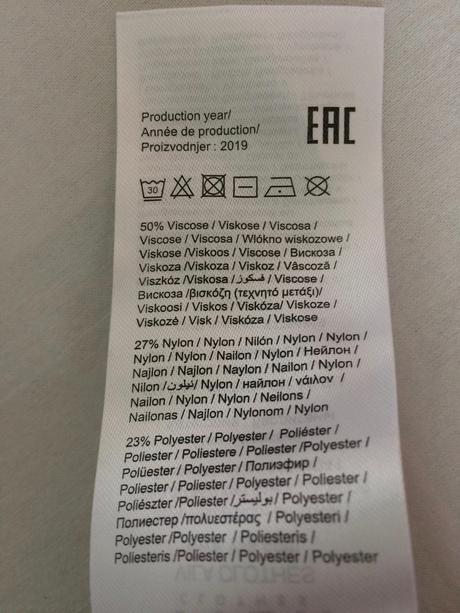 Production year/
Année de production/
Proizvodnjer : 2019
EAC
30
50% Viscose / Viskose / Viscosa /
Viscose / Viscosa / Włókno wiskozowe /
Viskose /Viskoos / Viscose / Вискоза /
Viskoza /Viskoza / Viskoz / Vâscoză /
Viszkóz /Viskosa /فسكوز / Viscose /
Вискоза /βισκόζη (τεχνητό μετάξι)/
Viskoosi / Viskos / Viskóza/ Viskoze /
Viskozė / Visk / Viskóza / Viskose
27% Nylon / Nylon / Nilón / Nylon / Nylon /
Nylon / Nylon / Nailon / Nylon / Нейлон /
Najlon / Najlon / Naylon / Nailon / Nylon /
Nilon /نيلون/ Nylon / найлон / νάιλον /
Nailon / Nylon / Nylon / Neilons /
Nailonas / Najlon / Nylonom / Nylon
23% Polyester / Polyester / Poliéster /
Poliester / Poliestere / Poliester /Polyester /
Polüester / Polyester / Полиэфир /
Poliester / Poliester / Polyester / Poliester /
Poliészter /Poliester /بوليستر / Polyester /
Полиестер /πολυεστέρας / Polyesteri /
Polyester /Polyester / Poliesteris /
Poliesteris /Poliester / Polyester / Polyester
VILA CLOTHES